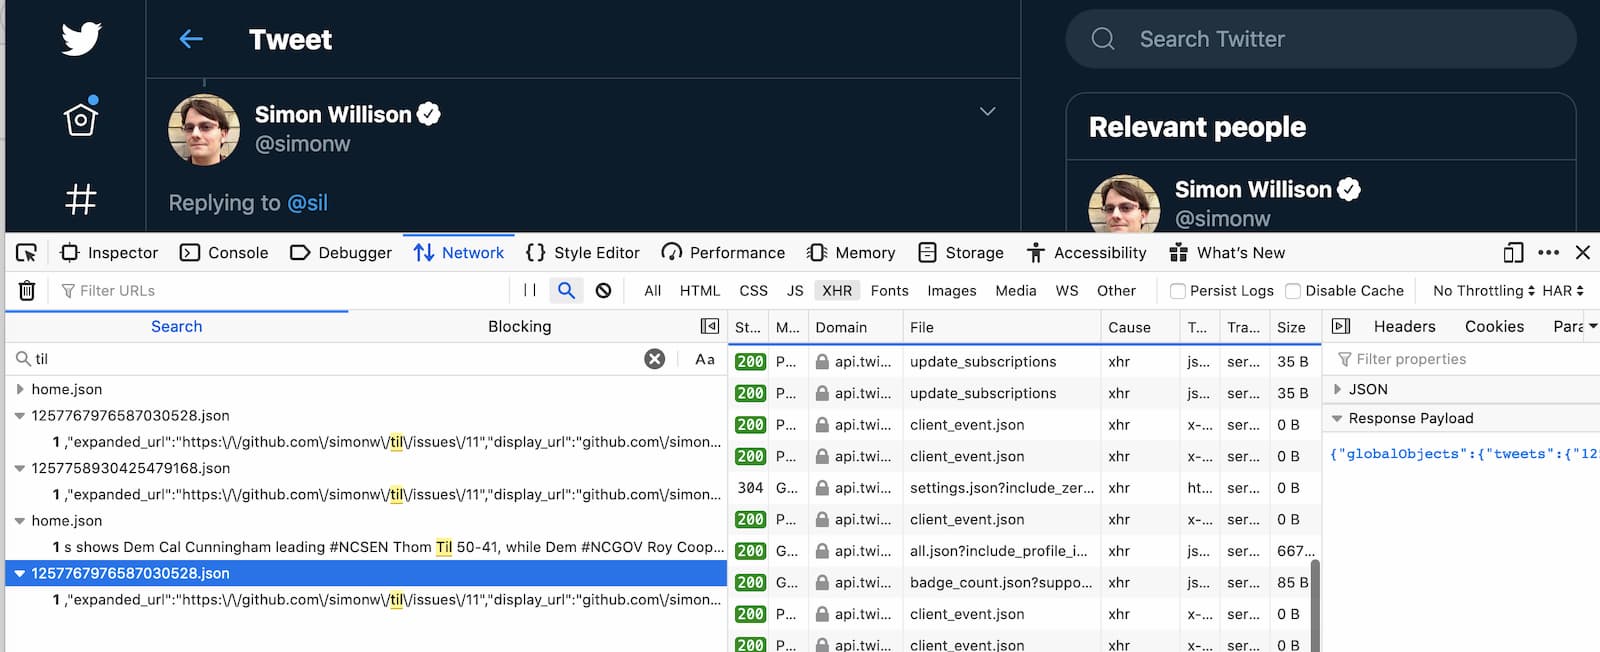 Tweet
Search Twitter
Simon Willison
@simonw
Replying to @sil
Relevant people
Simon Willison
@simonw
Inspector Console Debugger Network Style Editor Performance Memory Storage Accessibility What's New
Filter URLs All HTML CSS JS XHR Fonts Images Media WS Other Persist Logs Disable Cache No Throttling HAR
Search Blocking
St... M... Domain File Cause T... Tra... Size
Headers Cookies Para
til Aa
Filter properties
home.json
1257767976587030528.json
1 ,"expanded_url":"https:\/\/github.com\/simonw\/til\/issues\/11","display_url":"github.com\/simon...
1257758930425479168.json
1 ,"expanded_url":"https:\/\/github.com\/simonw\/til\/issues\/11","display_url":"github.com\/simon...
home.json
1 s shows Dem Cal Cunningham leading #NCSEN Thom Til 50-41, while Dem #NCGOV Roy Coop...
1257767976587030528.json
1 ,"expanded_url":"https:\/\/github.com\/simonw\/til\/issues\/11","display_url":"github.com\/simon...
200 P... api.twi... update_subscriptions xhr js... ser... 35 B
200 P... api.twi... update_subscriptions xhr js... ser... 35 B
200 P... api.twi... client_event.json xhr x-... ser... 0 B
200 P... api.twi... client_event.json xhr x-... ser... 0 B
304 G... api.twi... settings.json?include_zer... xhr ht... ser... 0 B
200 P... api.twi... client_event.json xhr x-... ser... 0 B
200 G... api.twi... all.json?include_profile_i... xhr js... ser... 667...
200 G... api.twi... badge_count.json?suppo... xhr js... ser... 85 B
200 P... api.twi... client_event.json xhr x-... ser... 0 B
200 P... api.twi... client_event.json xhr x-... ser... 0 B
JSON
Response Payload
{"globalObjects":{"tweets":{"12